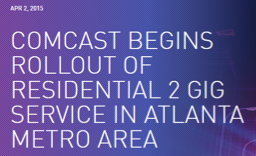 APR 2, 2015
COMCAST BEGINS
ROLLOUT OF
RESIDENTIAL 2 GIG
SERVICE IN ATLANTA
METRO AREA